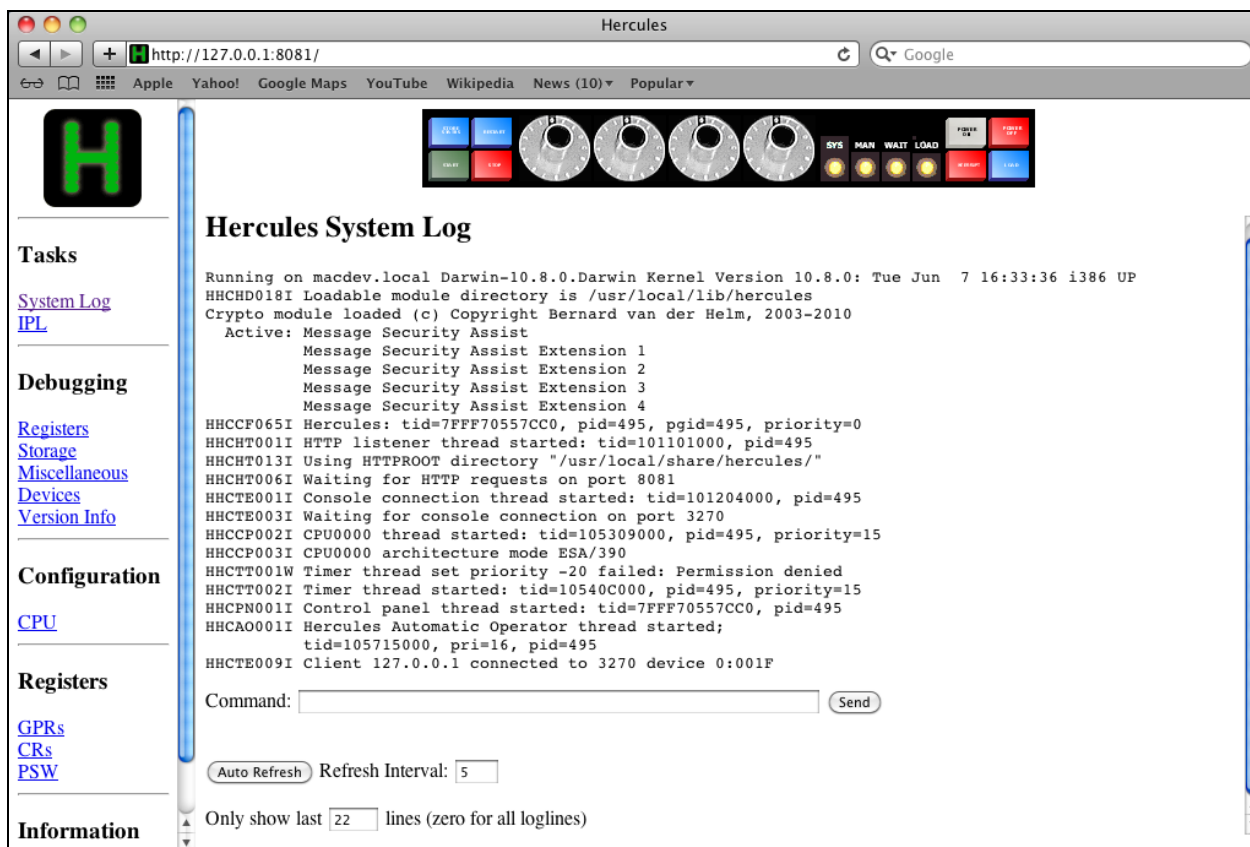 Hercules
http://127.0.0.1:8081/
Google
Apple Yahoo! Google Maps YouTube Wikipedia News (10) Popular
H
SYS MAN WAIT LOAD
POWER ON
POWER OFF
START
STOP
INTERRUPT
LOAD
Tasks
System Log
IPL
Debugging
Registers
Storage
Miscellaneous
Devices
Version Info
Configuration
CPU
Registers
GPRs
CRs
PSW
Information
Hercules System Log
Running on macdev.local Darwin-10.8.0.Darwin Kernel Version 10.8.0: Tue Jun  7 16:33:36 i386 UP
HHCHD018I Loadable module directory is /usr/local/lib/hercules
Crypto module loaded (c) Copyright Bernard van der Helm, 2003-2010
  Active: Message Security Assist
          Message Security Assist Extension 1
          Message Security Assist Extension 2
          Message Security Assist Extension 3
          Message Security Assist Extension 4
HHCCF065I Hercules: tid=7FFF70557CC0, pid=495, pgid=495, priority=0
HHCHT001I HTTP listener thread started: tid=101101000, pid=495
HHCHT013I Using HTTPROOT directory "/usr/local/share/hercules/"
HHCHT006I Waiting for HTTP requests on port 8081
HHCTE001I Console connection thread started: tid=101204000, pid=495
HHCTE003I Waiting for console connection on port 3270
HHCCP002I CPU0000 thread started: tid=105309000, pid=495, priority=15
HHCCP003I CPU0000 architecture mode ESA/390
HHCTT001W Timer thread set priority -20 failed: Permission denied
HHCTT002I Timer thread started: tid=10540C000, pid=495, priority=15
HHCPN001I Control panel thread started: tid=7FFF70557CC0, pid=495
HHCAO001I Hercules Automatic Operator thread started;
          tid=105715000, pri=16, pid=495
HHCTE009I Client 127.0.0.1 connected to 3270 device 0:001F
Command: Send
Auto Refresh Refresh Interval: 5
Only show last 22 lines (zero for all loglines)